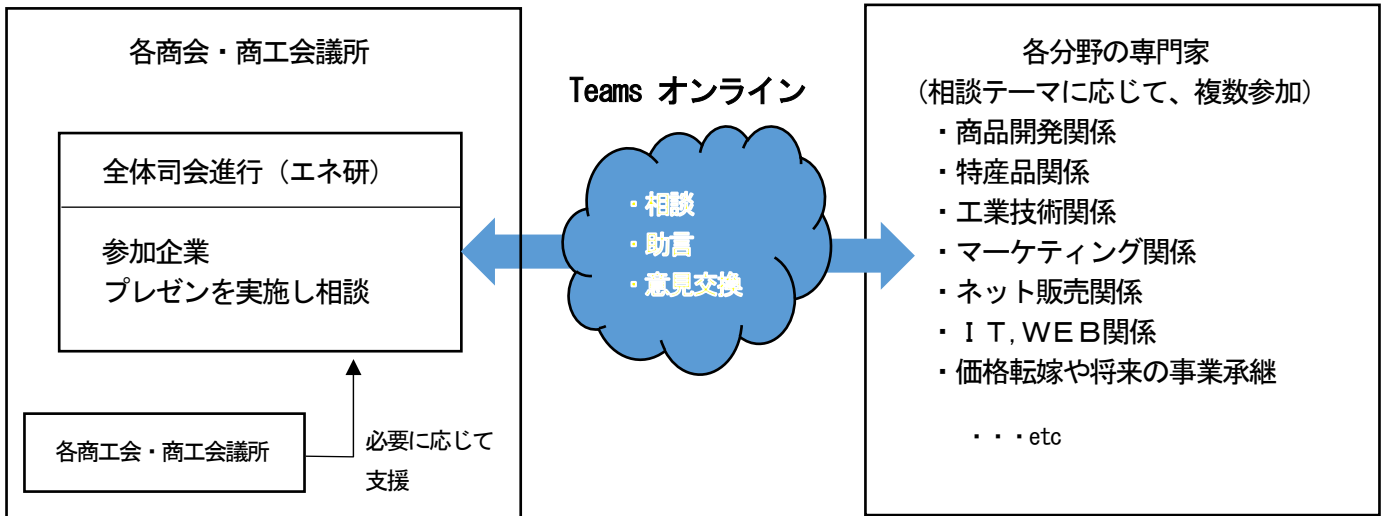 各商会・商工会議所
全体司会進行（エネ研）
参加企業
プレゼンを実施し相談
各商工会・商工会議所
必要に応じて
支援
Teams オンライン
・相談
・助言
・意見交換
各分野の専門家
（相談テーマに応じて、複数参加）
・商品開発関係
・特産品関係
・工業技術関係
・マーケティング関係
・ネット販売関係
・ＩＴ,ＷＥＢ関係
・価格転嫁や将来の事業承継
・・・etc